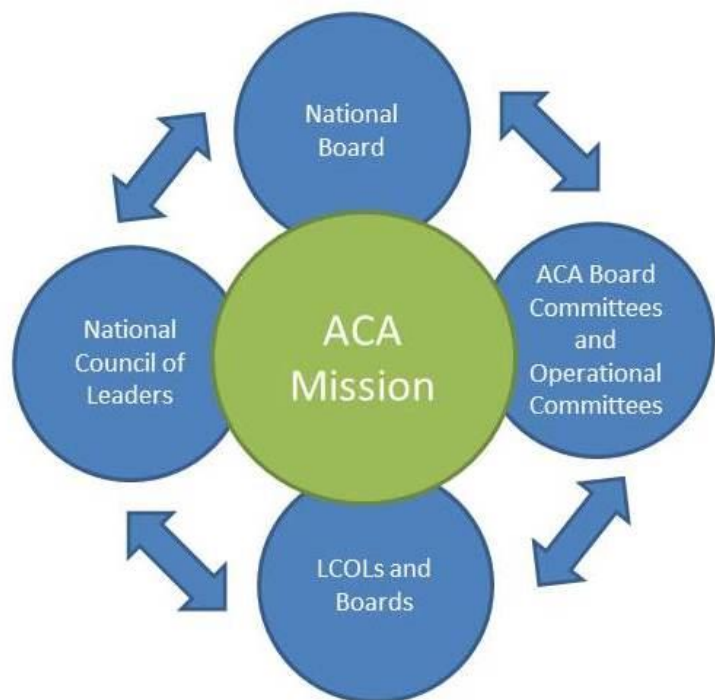 National
Board
ACA Board
Committees
and
Operational
Committees
National
Council of
Leaders
ACA
Mission
LCOLs and
Boards